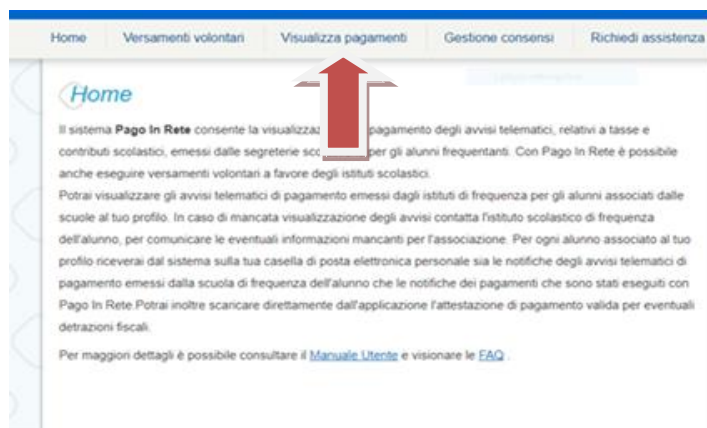 Home Versamenti volontari Visualizza pagamenti Gestione consensi Richiedi assistenza
Home
Il sistema Pago In Rete consente la visualizzaz pagamento degli avvisi telematici, relativi a tasse e
contributi scolastici, emessi dalle segreterie sco per gli alunni frequentanti. Con Pago In Rete è possibile
anche eseguire versamenti volontari a favore degli istituti scolastici.
Potrai visualizzare gli avvisi telematici di pagamento emessi dagli istituti di frequenza per gli alunni associati dalle
scuole al tuo profilo. In caso di mancata visualizzazione degli avvisi contatta l'istituto scolastico di frequenza
dell'alunno, per comunicare le eventuali informazioni mancanti per l'associazione. Per ogni alunno associato al tuo
profilo riceverai dal sistema sulla tua casella di posta elettronica personale sia le notifiche degli avvisi telematici di
pagamento emessi dalla scuola di frequenza dell'alunno che le notifiche dei pagamenti che sono stati eseguiti con
Pago In Rete.Potrai inoltre scaricare direttamente dall'applicazione l'attestazione di pagamento valida per eventuali
detrazioni fiscali.
Per maggiori dettagli è possibile consultare il Manuale Utente e visionare le FAQ .